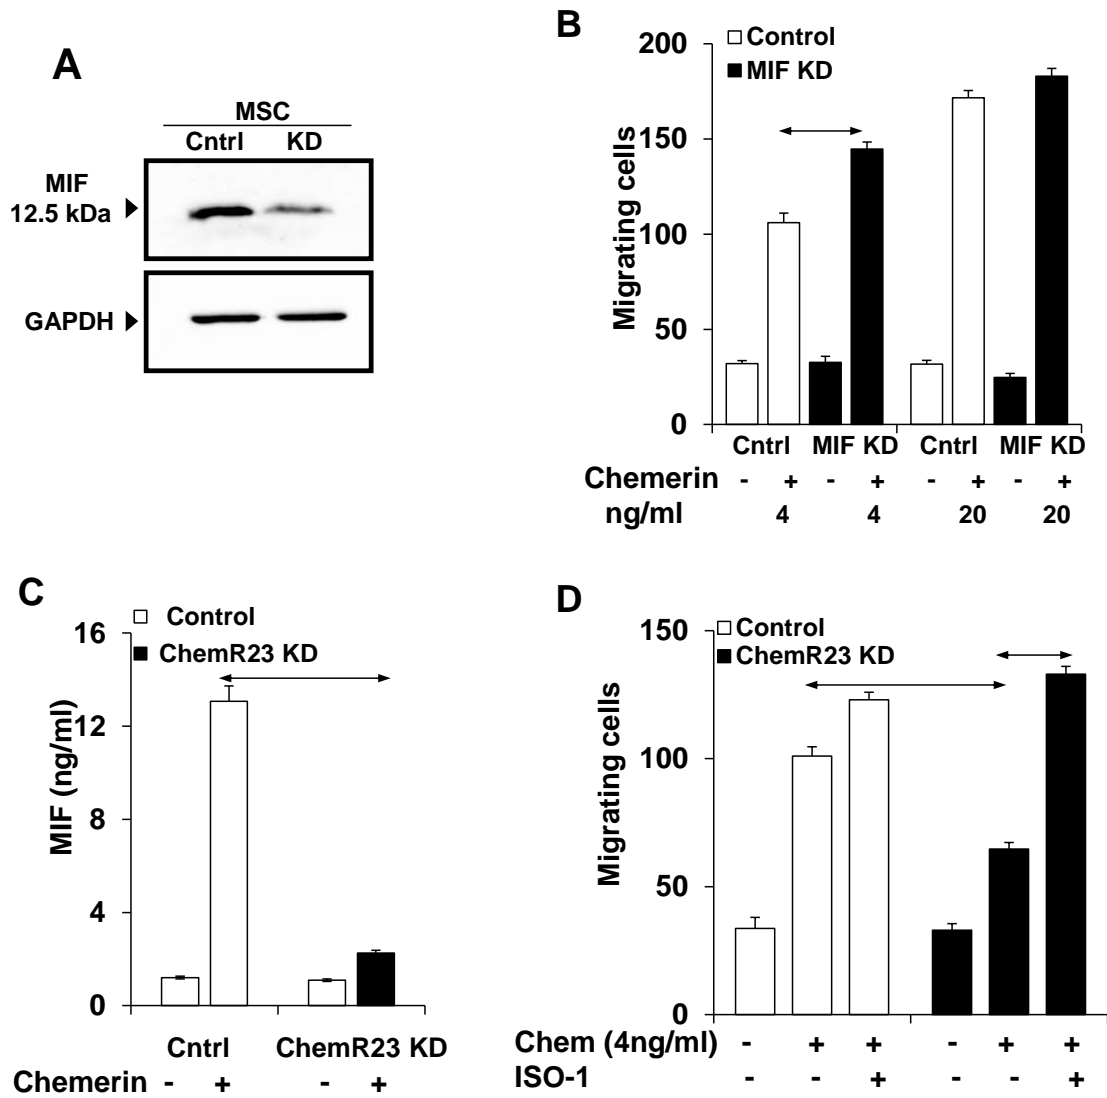 A
MSC
Cntrl KD
MIF
12.5 kDa
GAPDH
B
Control
MIF KD
200
150
100
50
0
Migrating cells
Cntrl MIF KD Cntrl MIF KD
Chemerin - + - + - + - +
ng/ml 4 4 20 20
C
Control
ChemR23 KD
16
12
8
4
0
MIF (ng/ml)
Cntrl ChemR23 KD
Chemerin - + - +
D
Control
ChemR23 KD
150
100
50
0
Migrating cells
Chem (4ng/ml) - + + - + +
ISO-1 - - + - - +